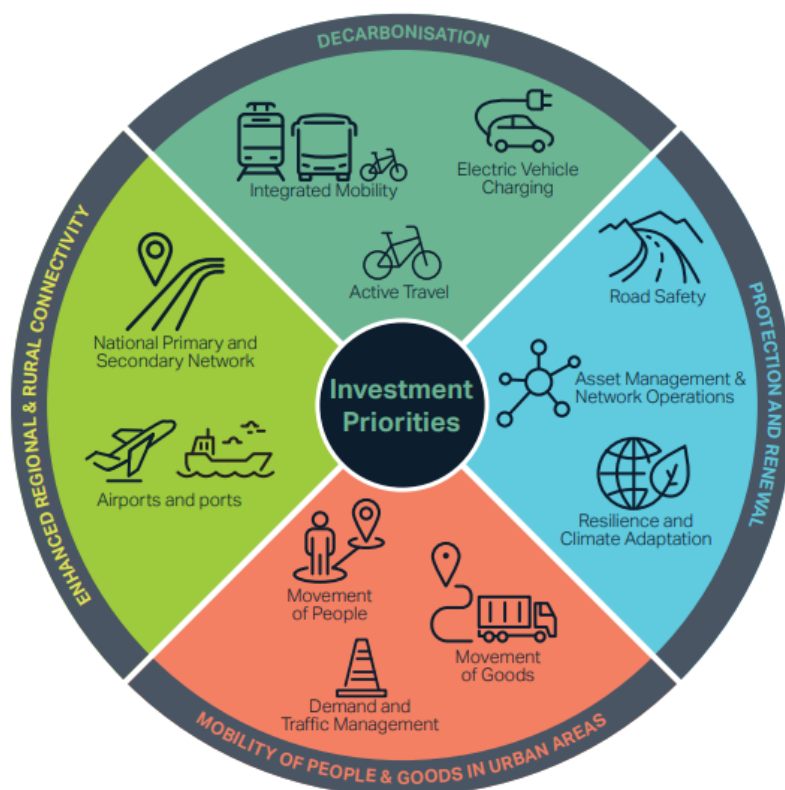 DECARBONISATION
Integrated Mobility
Electric Vehicle
Charging
Active Travel
PROTECTION AND RENEWAL
Road Safety
Asset Management &
Network Operations
Resilience and
Climate Adaptation
ENHANCED REGIONAL & RURAL CONNECTIVITY
National Primary and
Secondary Network
Airports and ports
Investment
Priorities
Movement
of People
Movement
of Goods
Demand and
Traffic Management
MOBILITY OF PEOPLE & GOODS IN URBAN AREAS